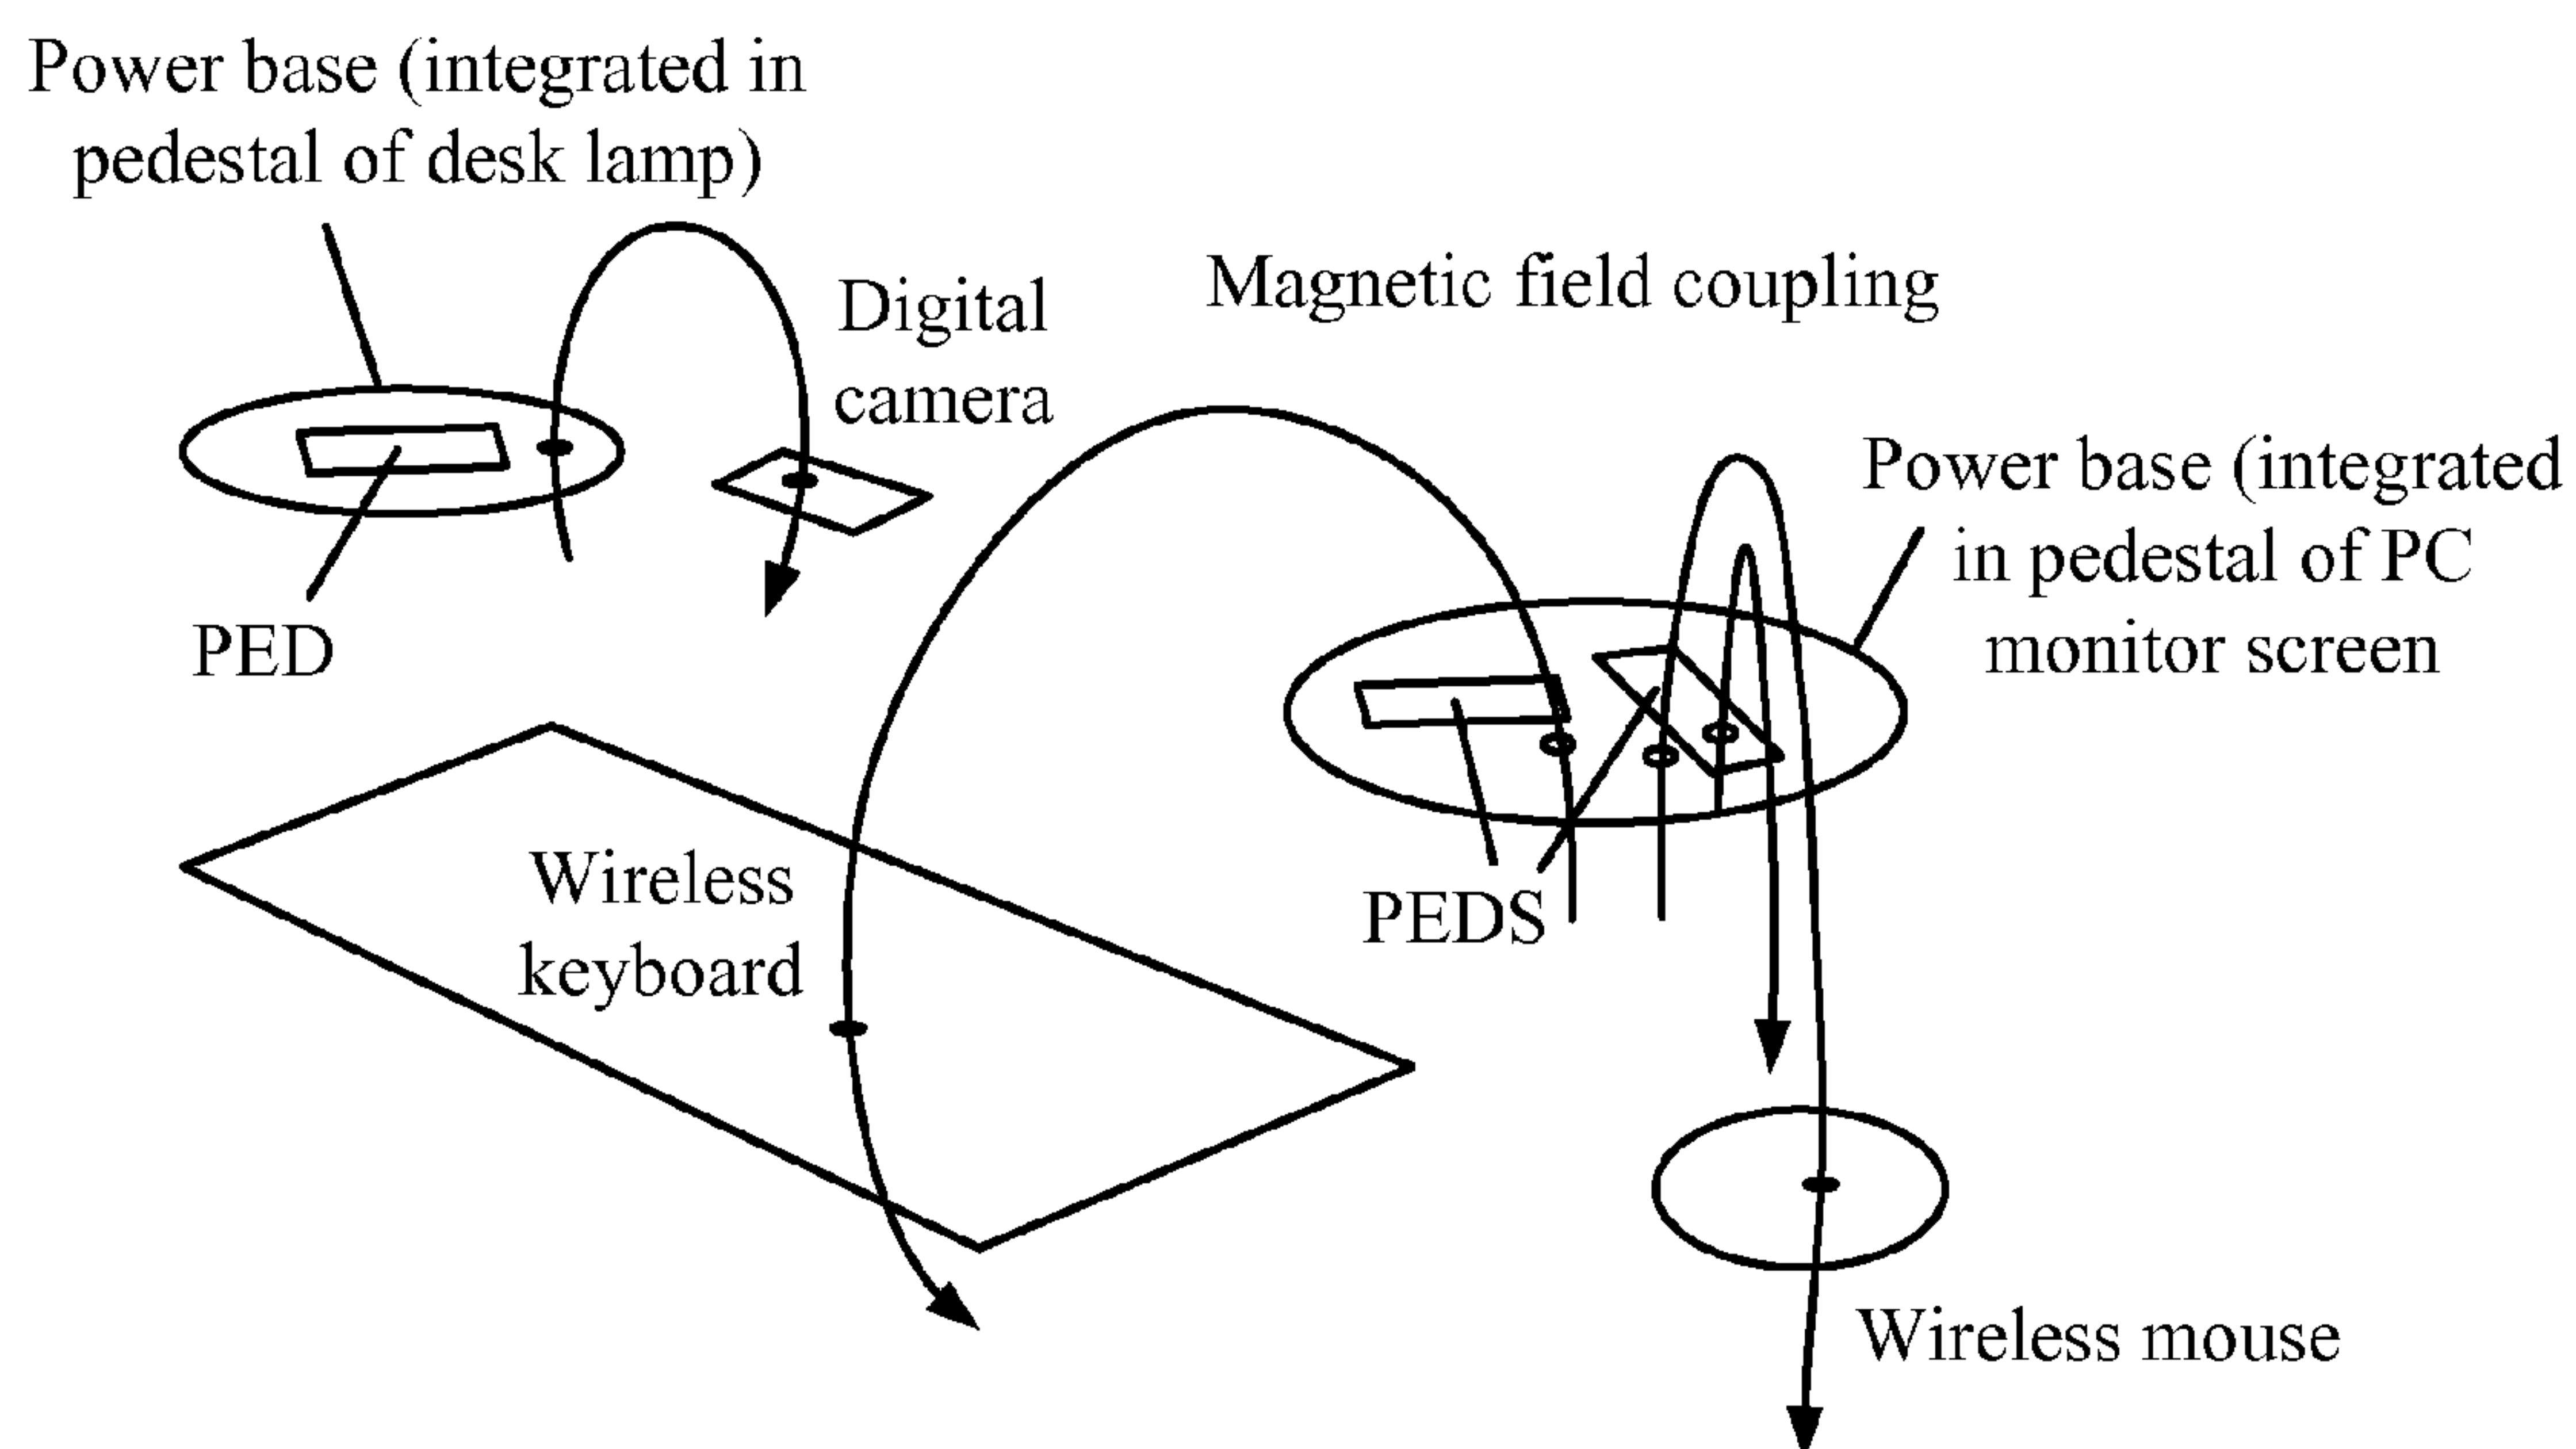 Power base (integrated in
pedestal of desk lamp)
Digital
camera
Magnetic field coupling
Power base (integrated
in pedestal of PC
monitor screen
PED
Wireless
keyboard
PEDS
Wireless mouse